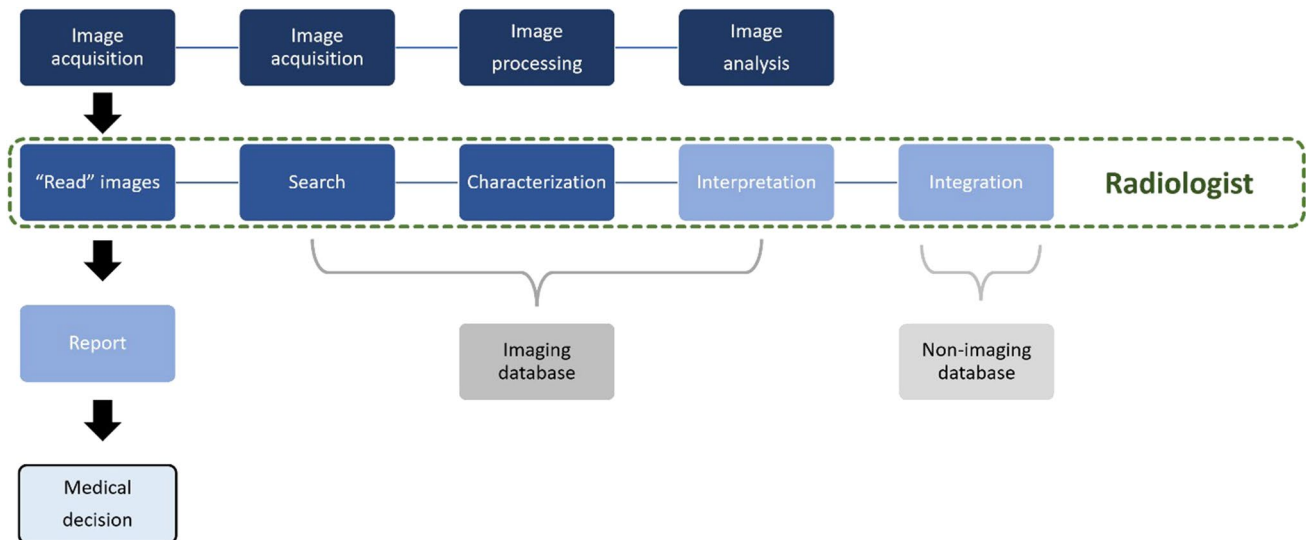 Image
acquisition
Image
acquisition
Image
processing
Image
analysis
“Read” images
Search
Characterization
Interpretation
Integration
Radiologist
Report
Imaging
database
Non-imaging
database
Medical
decision